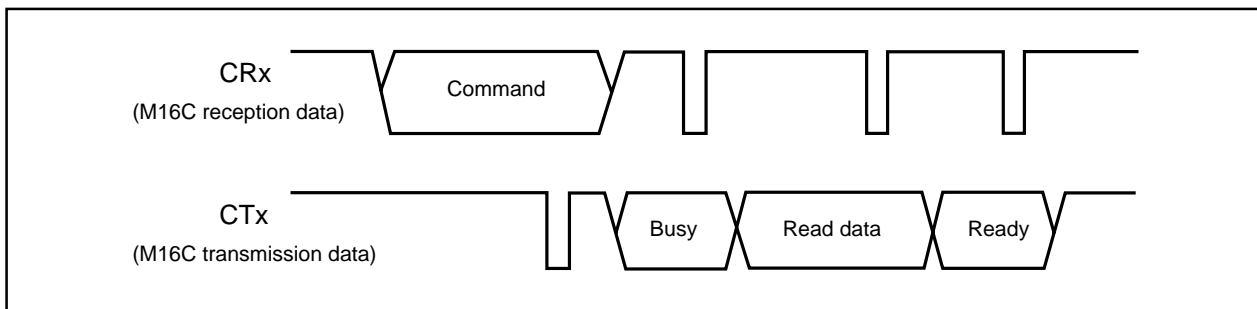 CRx
(M16C reception data)
Command
CTx
(M16C transmission data)
Busy
Read data
Ready